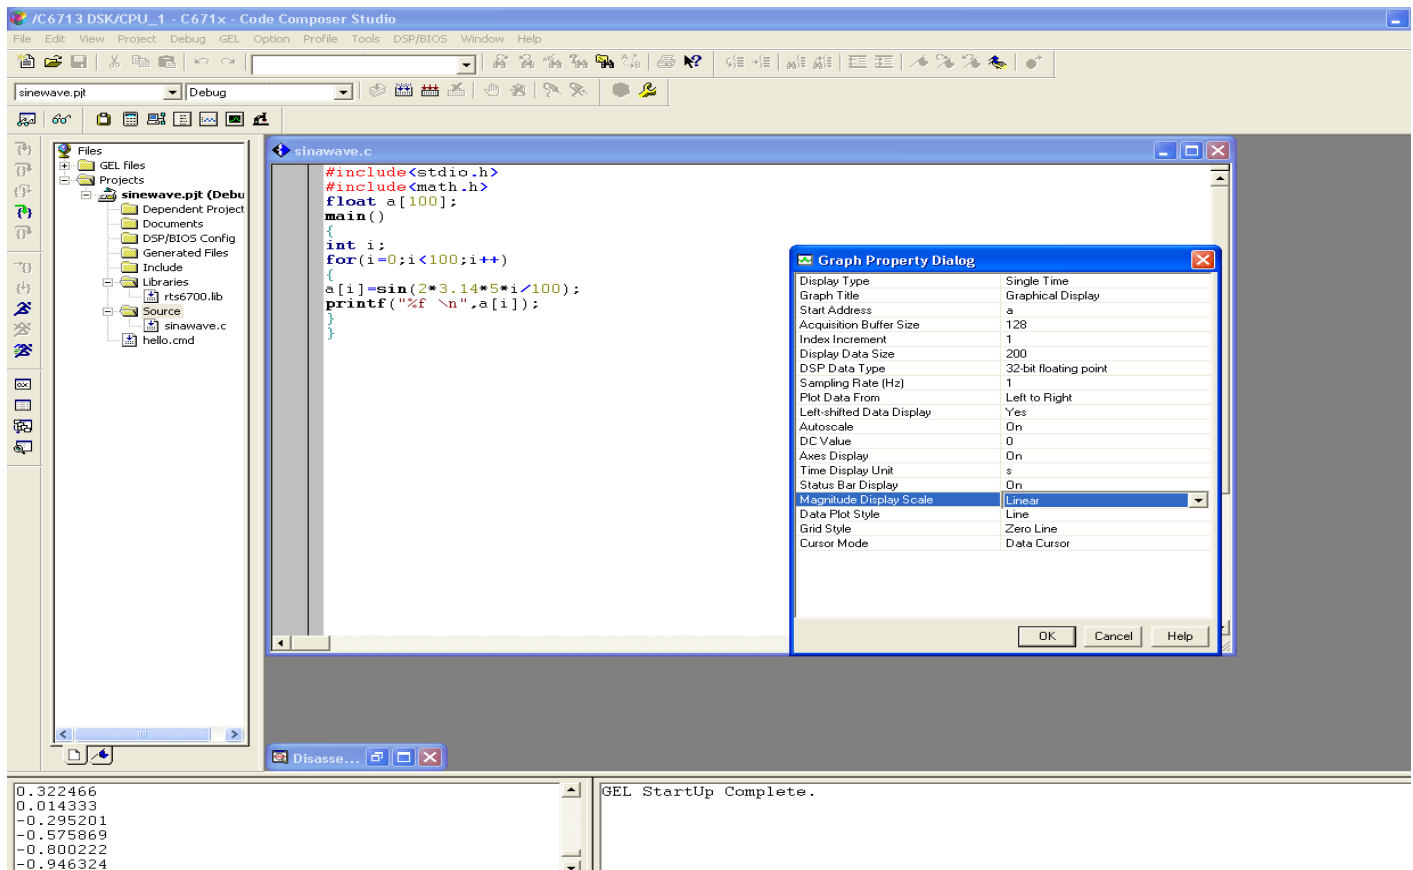 /C6713 DSK/CPU_1 - C671x - Code Composer Studio
File Edit View Project Debug GEL Option Profile Tools DSP/BIOS Window Help
sinewave.pjt Debug
Files
GEL files
Projects
sinewave.pjt (Debu
Dependent Project
Documents
DSP/BIOS Config
Generated Files
Include
Libraries
rts6700.lib
Source
sinawave.c
hello.cmd
sinawave.c
#include<stdio.h>
#include<math.h>
float a[100];
main()
{
int i;
for(i=0;i<100;i++)
{
a[i]=sin(2*3.14*5*i/100);
printf("%f \n",a[i]);
}
}
Graph Property Dialog
Display Type Single Time
Graph Title Graphical Display
Start Address a
Acquisition Buffer Size 128
Index Increment 1
Display Data Size 200
DSP Data Type 32-bit floating point
Sampling Rate (Hz) 1
Plot Data From Left to Right
Left-shifted Data Display Yes
Autoscale On
DC Value 0
Axes Display On
Time Display Unit s
Status Bar Display On
Magnitude Display Scale Linear
Data Plot Style Line
Grid Style Zero Line
Cursor Mode Data Cursor
OK Cancel Help
Disasse...
0.322466
0.014333
-0.295201
-0.575869
-0.800222
-0.946324
GEL StartUp Complete.